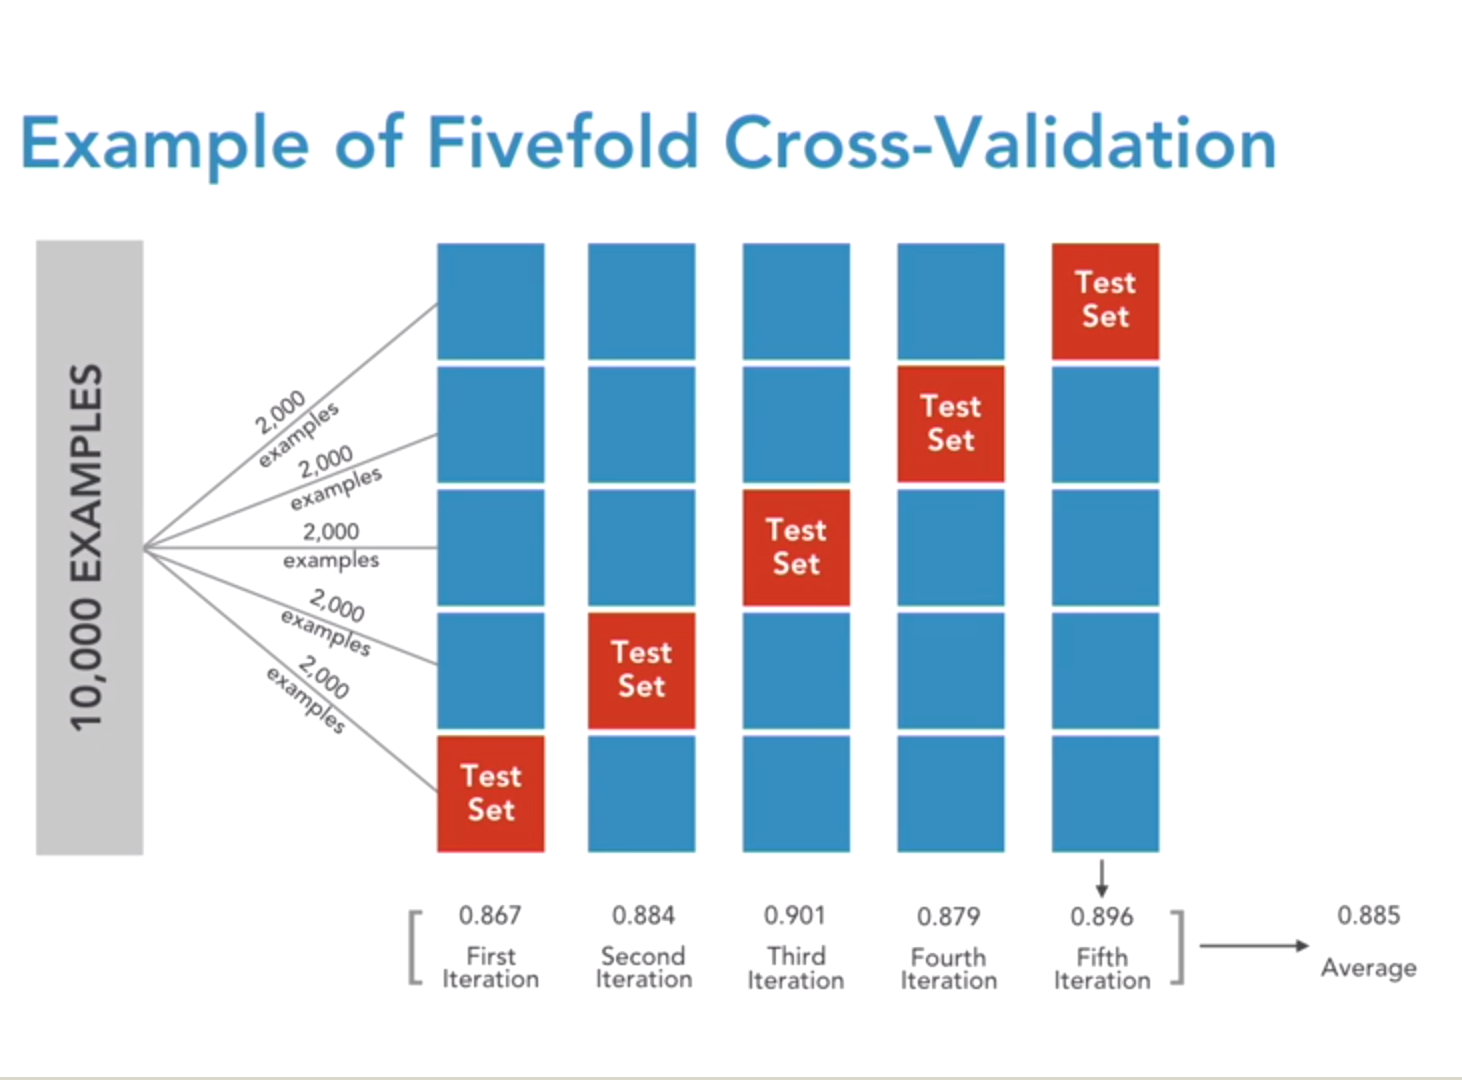 Example of Fivefold Cross-Validation
10,000 EXAMPLES
2,000
examples
2,000
examples
2,000
examples
2,000
examples
2,000
examples
Test
Set
Test
Set
Test
Set
Test
Set
Test
Set
0.867
First
Iteration
0.884
Second
Iteration
0.901
Third
Iteration
0.879
Fourth
Iteration
0.896
Fifth
Iteration
0.885
Average